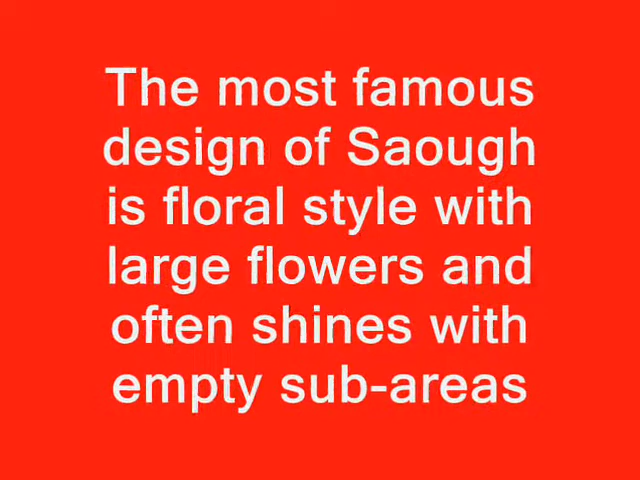 The most famous
design of Saough
is floral style with
large flowers and
often shines with
empty sub-areas